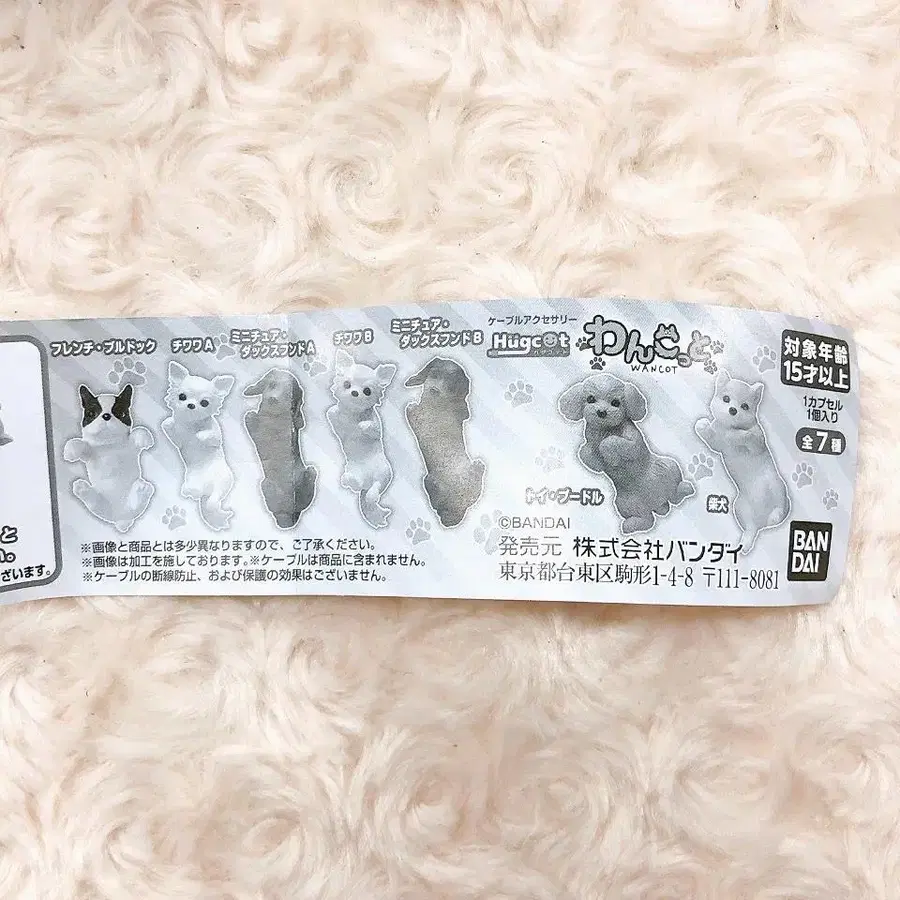 フレンチ・ブルドック
チワワA
ミニチュア・
ダックスフンドA
チワワB
ミニチュア・
ダックスフンドB
ケーブルアクセサリー
Hugcot
わんこっと
WANCOT
対象年齢
15才以上
1カプセル
1個入り
全7種
トイ・プードル
柴犬
※画像と商品とは多少異なりますので、ご了承ください。
※画像は加工を施しております。※ケーブルは商品に含まれません。
※ケーブルの断線防止、および保護の効果はございません。
©BANDAI
発売元 株式会社バンダイ
東京都台東区駒形1-4-8 〒111-8081
BAN
DAI
と
ん。
ざいます。